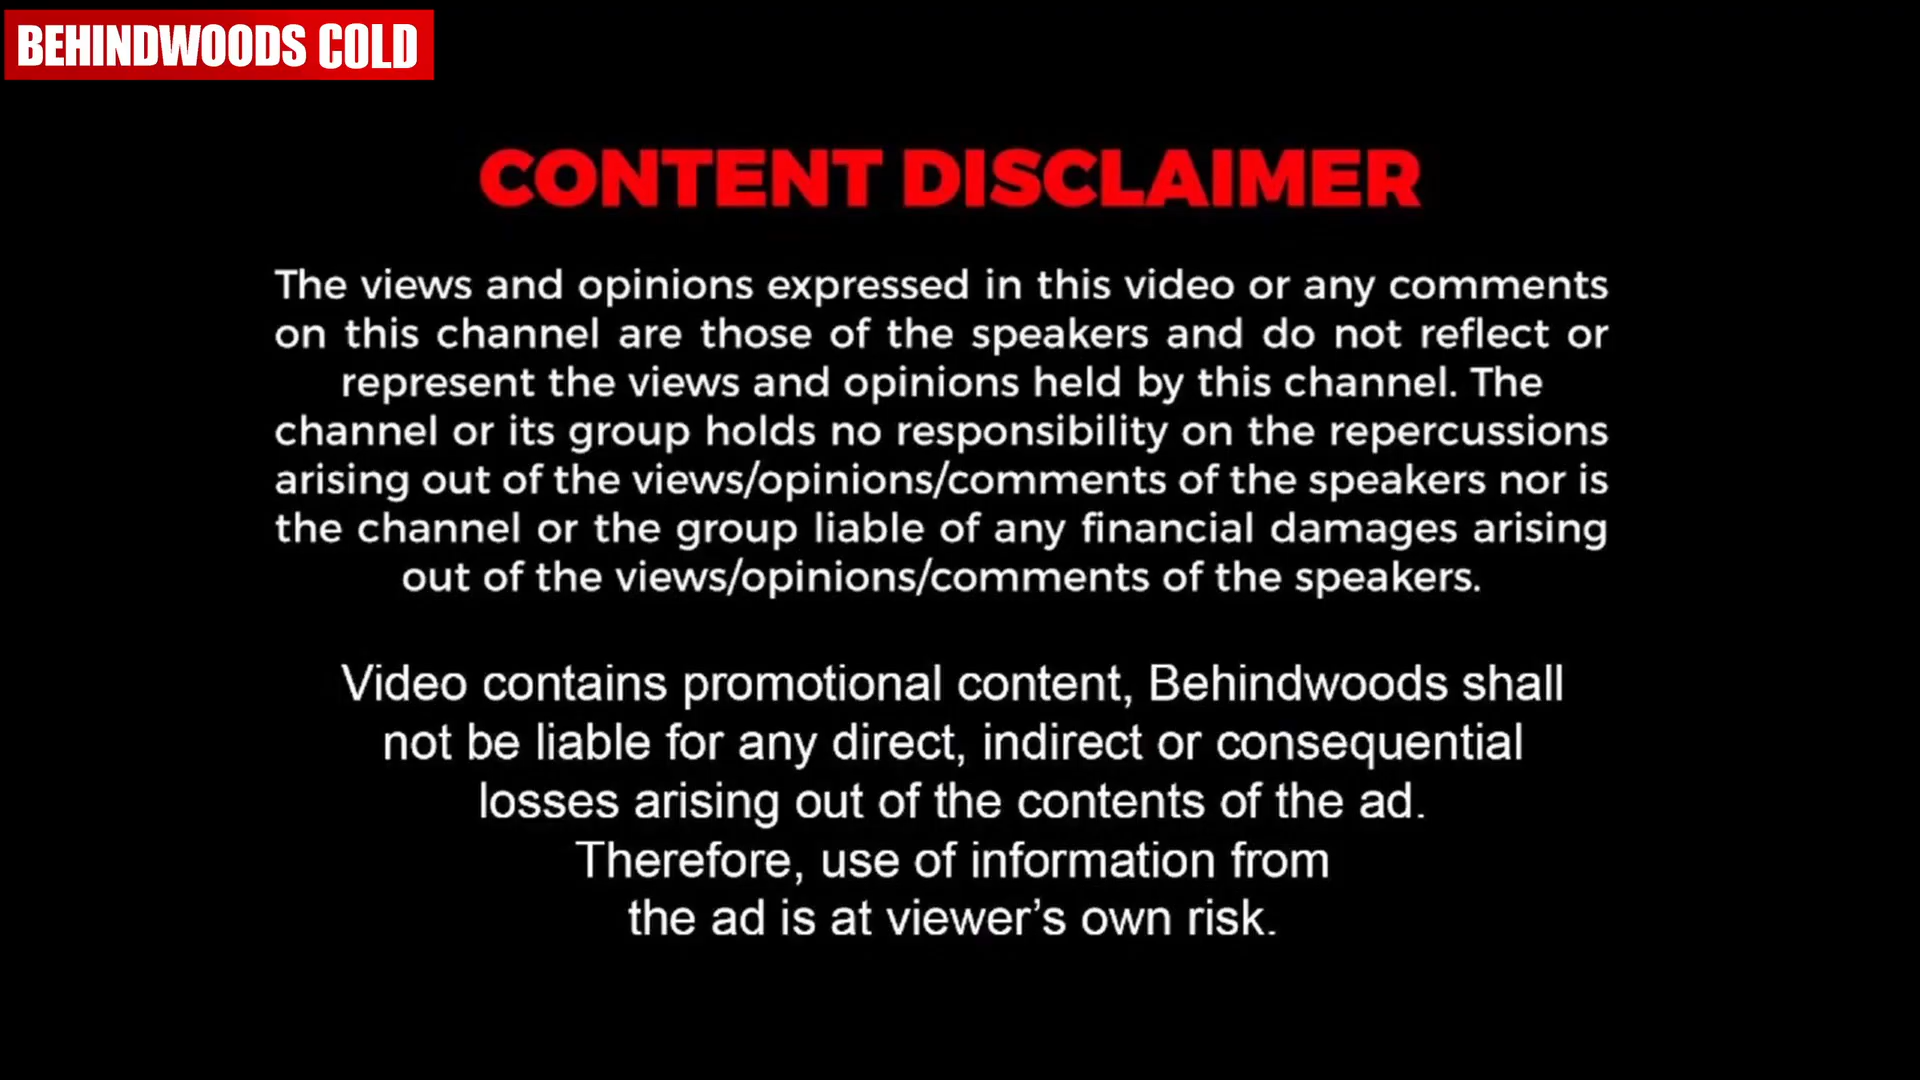 BEHINDWOODS COLD
CONTENT DISCLAIMER
The views and opinions expressed in this video or any comments
on this channel are those of the speakers and do not reflect or
represent the views and opinions held by this channel. The
channel or its group holds no responsibility on the repercussions
arising out of the views/opinions/comments of the speakers nor is
the channel or the group liable of any financial damages arising
out of the views/opinions/comments of the speakers.
Video contains promotional content, Behindwoods shall
not be liable for any direct, indirect or consequential
losses arising out of the contents of the ad.
Therefore, use of information from
the ad is at viewer’s own risk.